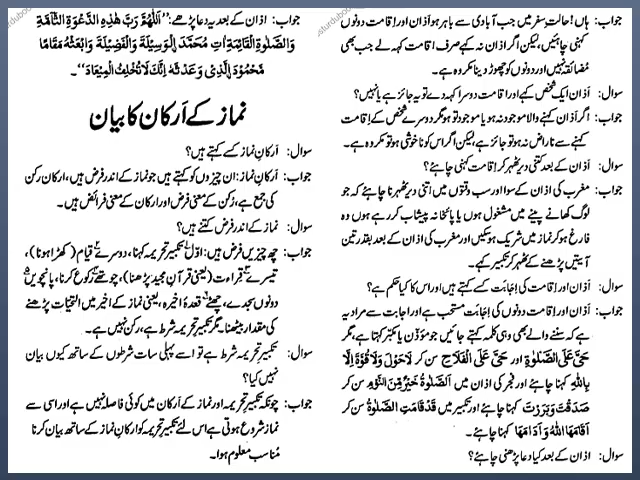 جواب: ہاں! حالتِ سفر میں جب آبادی سے باہر ہو اذان اور اقامت دونوں
کہنی چاہئیں، لیکن اگر اذان نہ کہے صرف اقامت کہہ لے جب بھی
مضائقہ نہیں اور دونوں کو چھوڑ دینا مکروہ ہے۔
سوال: اذان ایک شخص کہے اور اقامت دوسرا کہہ دے تو یہ جائز ہے یا نہیں؟
جواب: اگر اذان کہنے والا موجود نہ ہو یا موجود تو ہو مگر دوسرے شخص کے اقامت
کہنے سے ناراض نہ ہو تو جائز ہے، لیکن اگر اس کو ناخوشی ہو تو مکروہ ہے۔
سوال: اذان کے بعد کتنی دیر ٹھہر کر اقامت کہنی چاہئے؟
جواب: مغرب کی اذان کے سوا اور سب وقتوں میں اتنی دیر ٹھہرنا چاہئے کہ جو
لوگ کھانے پینے میں مشغول ہوں یا پائخانہ پیشاب کر رہے ہوں وہ
فارغ ہو کر نماز میں شریک ہو سکیں اور مغرب کی اذان کے بعد بقدر تین
آیتیں پڑھنے کے ٹھہر کر تکبیر کہے۔
سوال: اذان اور اقامت کی اجابت کسے کہتے ہیں اور اس کا کیا حکم ہے؟
جواب: اذان اور اقامت دونوں کی اجابت مستحب ہے اور اجابت سے مراد یہ
ہے کہ سننے والے بھی وہی کلمہ کہتے جائیں جو مؤذن یا مکبّر کہتا ہے، مگر
حَیَّ عَلَی الصَّلٰوةِ اور حَیَّ عَلَی الْفَلَاحِ سن کر لَاحَوْلَ وَلَا قُوَّةَ اِلَّا
بِاللّٰهِ کہنا چاہئے اور فجر کی اذان میں اَلصَّلٰوةُ خَیْرٌ مِّنَ النَّوْمِ سن کر
صَدَقْتَ وَبَرَرْتَ کہنا چاہئے اور تکبیر میں قَدْ قَامَتِ الصَّلٰوةُ سن کر
اَقَامَهَا اللّٰهُ وَاَدَامَهَا کہنا چاہئے۔
سوال: اذان کے بعد کیا دعا پڑھنی چاہئے؟
جواب: اذان کے بعد یہ دعا پڑھے: "اَللّٰهُمَّ رَبَّ هٰذِهِ الدَّعْوَةِ التَّامَّةِ
وَالصَّلٰوةِ الْقَائِمَةِ اٰتِ مُحَمَّدَ اِلْوَسِیْلَةَ وَالْفَضِیْلَةَ وَابْعَثْهُ مَقَامًا
مَّحْمُوْدَ اِلَّذِیْ وَعَدْتَّهٗ اِنَّكَ لَا تُخْلِفُ الْمِیْعَادَ"۔
نماز کے ارکان کا بیان
سوال: ارکانِ نماز کسے کہتے ہیں؟
جواب: ارکانِ نماز: ان چیزوں کو کہتے ہیں جو نماز کے اندر فرض ہیں، ارکان رکن
کی جمع ہے، رُکن کے معنی فرض اور ارکان کے معنی فرائض ہیں۔
سوال: نماز کے اندر فرض کتنے ہیں؟
جواب: چھ چیزیں فرض ہیں: اوّل تکبیرِ تحریمہ کہنا، دوسرے قیام (کھڑا ہونا)،
تیسرے قراءت (یعنی قرآن مجید پڑھنا)، چوتھے رکوع کرنا، پانچویں
دونوں سجدے، چھٹے قعدۂ اخیرہ، یعنی نماز کے اخیر میں التحیّات پڑھنے
کی مقدار بیٹھنا۔ مگر تکبیرِ تحریمہ شرط ہے، رکن نہیں ہے۔
سوال: تکبیرِ تحریمہ شرط ہے تو اسے پہلی سات شرطوں کے ساتھ کیوں بیان
نہیں کیا؟
جواب: چونکہ تکبیرِ تحریمہ اور نماز کے ارکان میں کوئی فاصلہ نہیں ہے اور اسی سے
نماز شروع ہوتی ہے اس لئے تکبیرِ تحریمہ کو ارکانِ نماز کے ساتھ بیان کرنا
مناسب معلوم ہوا۔